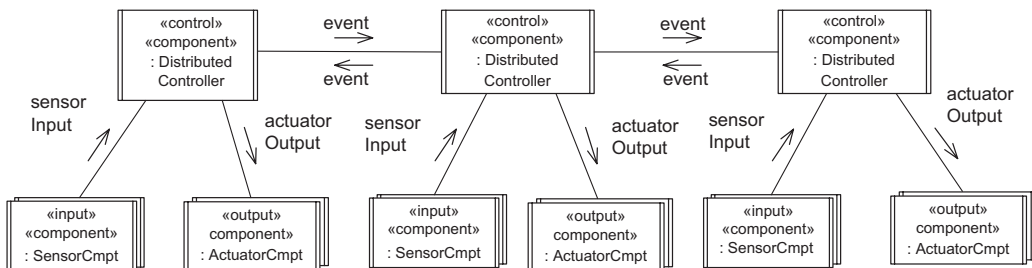 «control»
«component»
: Distributed
Controller
event
event
«control»
«component»
: Distributed
Controller
event
event
«control»
«component»
: Distributed
Controller
sensor
Input
actuator
Output
sensor
Input
actuator
Output
sensor
Input
actuator
Output
«input»
«component»
: SensorCmpt
«output»
component»
: ActuatorCmpt
«input»
«component»
: SensorCmpt
«output»
component»
: ActuatorCmpt
«input»
«component»
: SensorCmpt
«output»
component»
: ActuatorCmpt